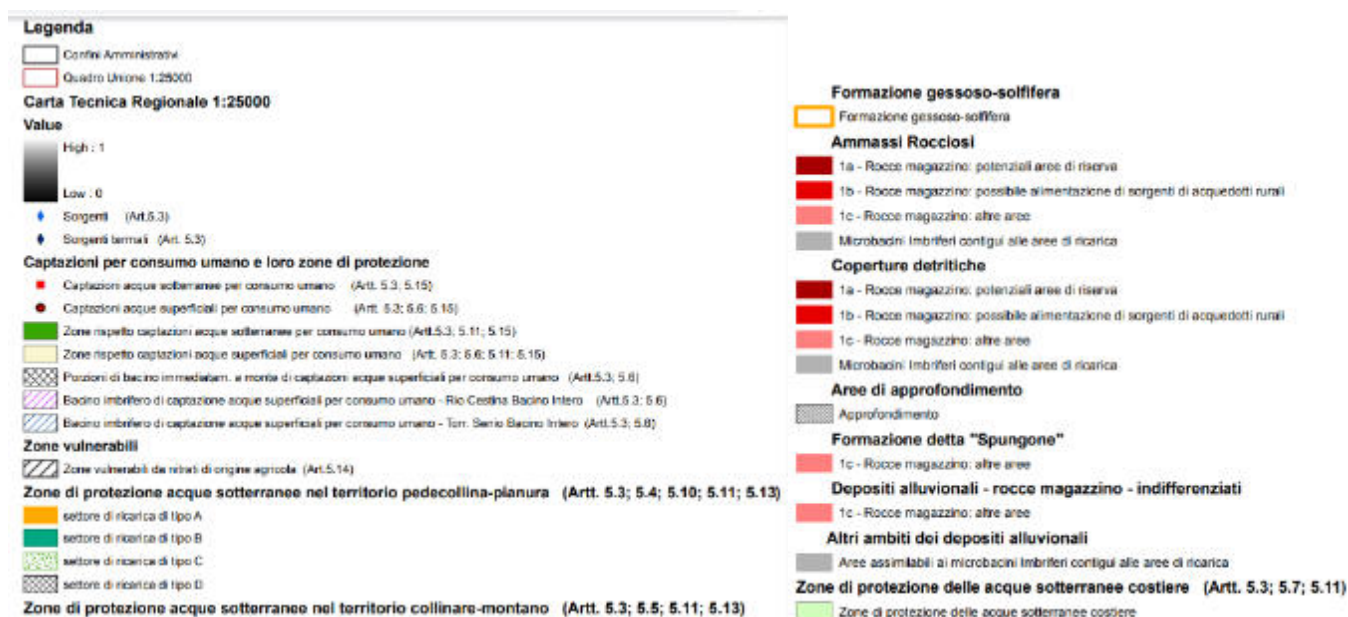 Legenda
Confini Amministrativi
Quadro Unione 1:25000
Carta Tecnica Regionale 1:25000
Value
High : 1
Low : 0
Sorgenti (Art.5.3)
Sorgenti termali (Art. 5.3)
Captazioni per consumo umano e loro zone di protezione
Captazioni acque sotterranee per consumo umano (Artt. 5.3; 5.15)
Captazioni acque superficiali per consumo umano (Artt. 5.3; 5.6; 5.15)
Zone rispetto captazioni acque sotterranee per consumo umano (Artt.5.3; 5.11; 5.15)
Zone rispetto captazioni acque superficiali per consumo umano (Artt. 5.3; 5.6; 5.11; 5.15)
Porzioni di bacino immediatam. a monte di captazioni acque superficiali per consumo umano (Artt.5.3; 5.6)
Bacino imbrifero di captazione acque superficiali per consumo umano - Rio Cestina Bacino Intero (Artt.5.3; 5.6)
Bacino imbrifero di captazione acque superficiali per consumo umano - Torr. Senio Bacino Intero (Artt.5.3; 5.6)
Zone vulnerabili
Zone vulnerabili da nitrati di origine agricola (Art.5.14)
Zone di protezione acque sotterranee nel territorio pedecollina-pianura (Artt. 5.3; 5.4; 5.10; 5.11; 5.13)
settore di ricarica di tipo A
settore di ricarica di tipo B
settore di ricarica di tipo C
settore di ricarica di tipo D
Zone di protezione acque sotterranee nel territorio collinare-montano (Artt. 5.3; 5.5; 5.11; 5.13)
Formazione gessoso-solfifera
Formazione gessoso-solfifera
Ammassi Rocciosi
1a - Rocce magazzino: potenziali aree di riserva
1b - Rocce magazzino: possibile alimentazione di sorgenti di acquedotti rurali
1c - Rocce magazzino: altre aree
Microbacini Imbriferi contigui alle aree di ricarica
Coperture detritiche
1a - Rocce magazzino: potenziali aree di riserva
1b - Rocce magazzino: possibile alimentazione di sorgenti di acquedotti rurali
1c - Rocce magazzino: altre aree
Microbacini Imbriferi contigui alle aree di ricarica
Aree di approfondimento
Approfondimento
Formazione detta "Spungone"
1c - Rocce magazzino: altre aree
Depositi alluvionali - rocce magazzino - indifferenziati
1c - Rocce magazzino: altre aree
Altri ambiti dei depositi alluvionali
Aree assimilabili ai microbacini Imbriferi contigui alle aree di ricarica
Zone di protezione delle acque sotterranee costiere (Artt. 5.3; 5.7; 5.11)
Zone di protezione delle acque sotterranee costiere